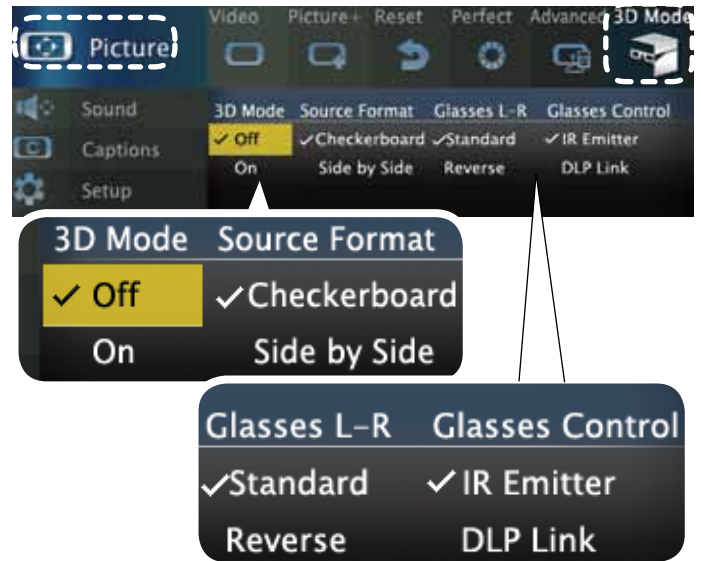 Video Picture+ Reset Perfect Advanced 3D Mode
Picture
Sound
Captions
Setup
3D Mode Source Format Glasses L–R Glasses Control
✓ Off ✓Checkerboard ✓Standard ✓IR Emitter
On Side by Side Reverse DLP Link
3D Mode Source Format
✓ Off ✓Checkerboard
On Side by Side
Glasses L–R Glasses Control
✓Standard ✓ IR Emitter
Reverse DLP Link